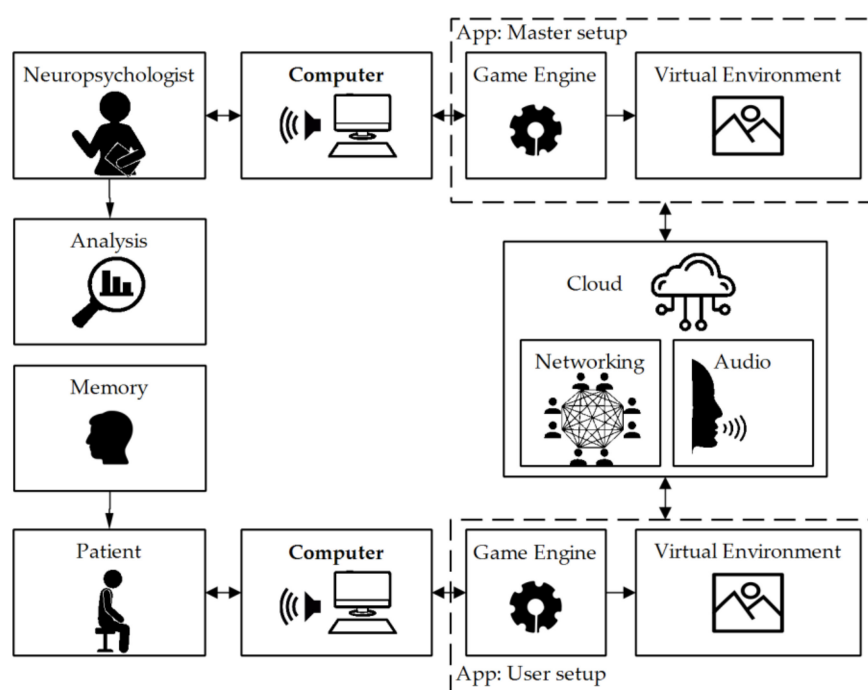 App: Master setup
Neuropsychologist
Computer
Game Engine
Virtual Environment
Analysis
Cloud
Networking
Audio
Memory
Patient
Computer
Game Engine
Virtual Environment
App: User setup